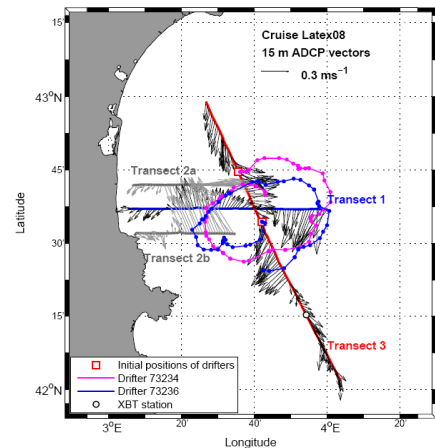 Cruise Latex08
15 m ADCP vectors
0.3 ms⁻¹
43°N
45'
30'
15'
42°N
Latitude
Transect 2a
Transect 1
Transect 2b
Transect 3
Initial positions of drifters
Drifter 73234
Drifter 73236
XBT station
3°E
20'
40'
4°E
20'
40'
Longitude